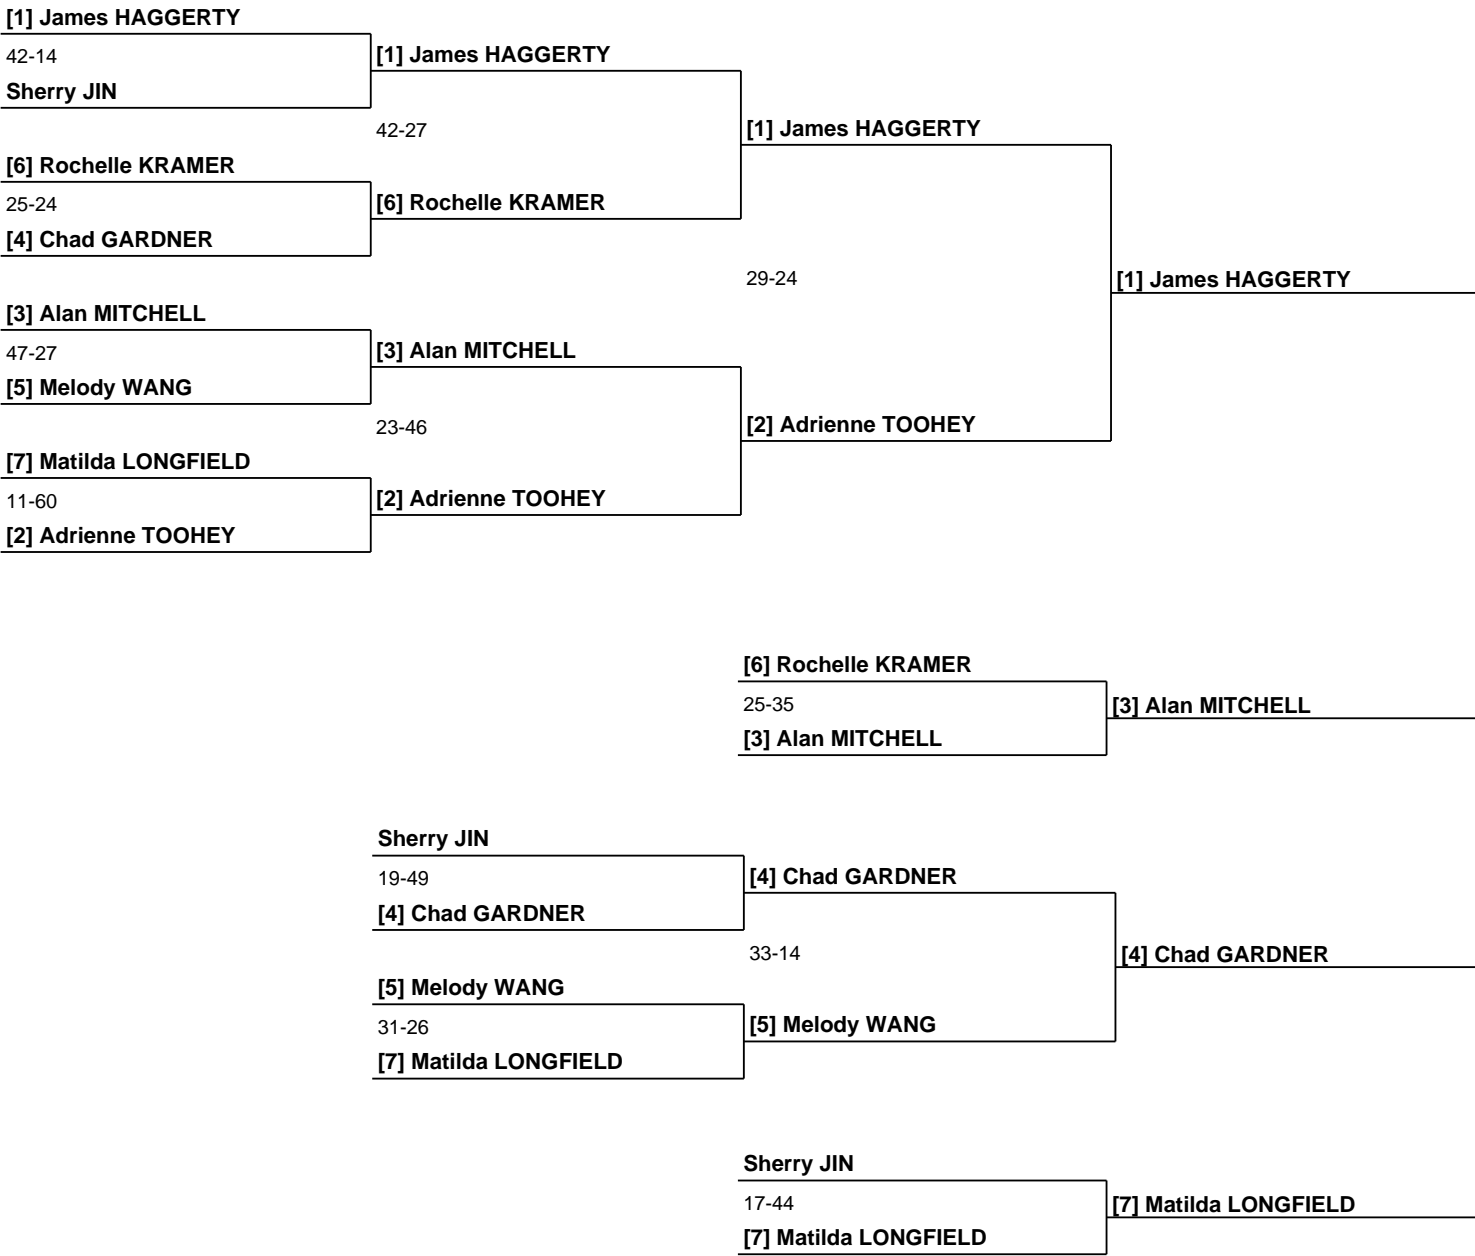 [1] James HAGGERTY
42-14
[1] James HAGGERTY
Sherry JIN
42-27
[1] James HAGGERTY
[6] Rochelle KRAMER
25-24
[6] Rochelle KRAMER
[4] Chad GARDNER
29-24
[1] James HAGGERTY
[3] Alan MITCHELL
47-27
[3] Alan MITCHELL
[5] Melody WANG
23-46
[2] Adrienne TOOHEY
[7] Matilda LONGFIELD
11-60
[2] Adrienne TOOHEY
[2] Adrienne TOOHEY
[6] Rochelle KRAMER
25-35
[3] Alan MITCHELL
[3] Alan MITCHELL
Sherry JIN
19-49
[4] Chad GARDNER
[4] Chad GARDNER
33-14
[4] Chad GARDNER
[5] Melody WANG
31-26
[5] Melody WANG
[7] Matilda LONGFIELD
Sherry JIN
17-44
[7] Matilda LONGFIELD
[7] Matilda LONGFIELD